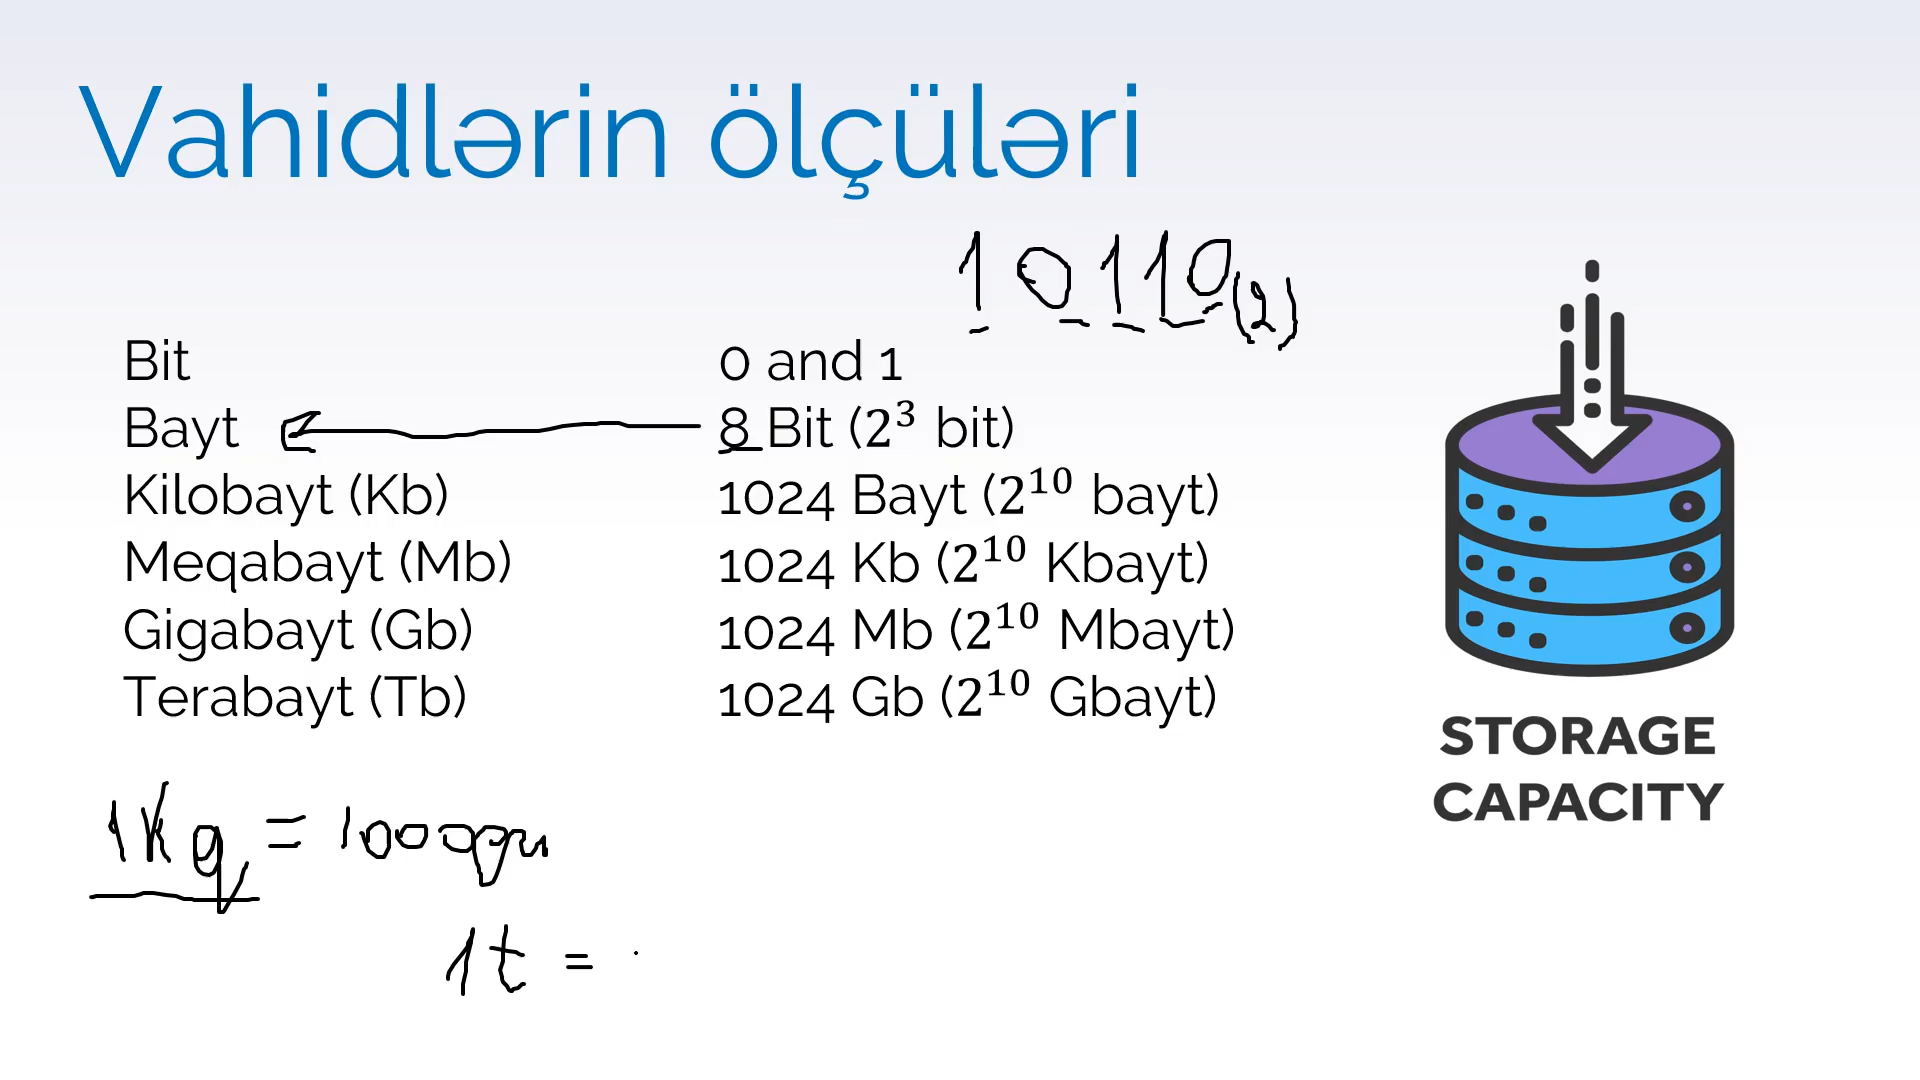 Vahidlərin ölçüləri
10110(2)
Bit 0 and 1
Bayt 8 Bit (2³ bit)
Kilobayt (Kb) 1024 Bayt (2¹⁰ bayt)
Meqabayt (Mb) 1024 Kb (2¹⁰ Kbayt)
Gigabayt (Gb) 1024 Mb (2¹⁰ Mbayt)
Terabayt (Tb) 1024 Gb (2¹⁰ Gbayt)
STORAGE
CAPACITY
1Kq = 1000
1t =